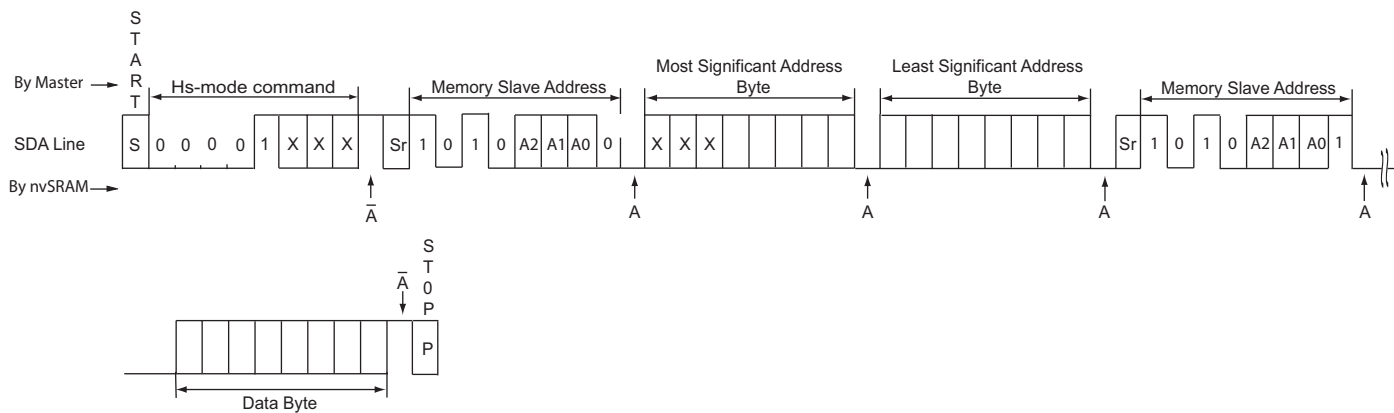 START
By Master
Hs-mode command
Memory Slave Address
Most Significant Address
Byte
Least Significant Address
Byte
Memory Slave Address
SDA Line
S 0 0 0 0 1 X X X Sr 1 0 1 0 A2 A1 A0 0 X X X Sr 1 0 1 0 A2 A1 A0 1
By nvSRAM
A̅ A A A A
A̅
ST0P
P
Data Byte